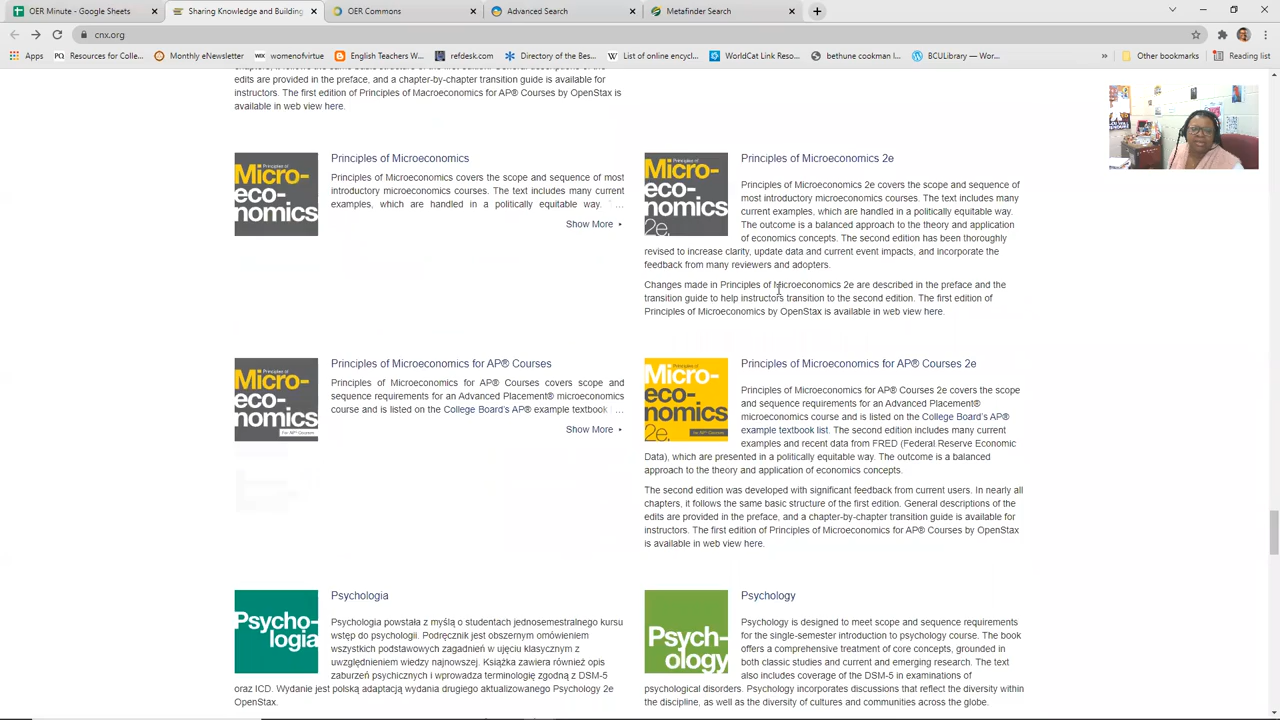 OER Minute - Google Sheets
Sharing Knowledge and Building
OER Commons
Advanced Search
Metafinder Search
cnx.org
Apps
Resources for Colle...
Monthly eNewsletter
womenofvirtue
English Teachers W...
refdesk.com
Directory of the Bes...
List of online encycl...
WorldCat Link Reso...
bethune cookman l...
BCULibrary — Wor...
»
Other bookmarks
Reading list
edits are provided in the preface, and a chapter-by-chapter transition guide is available for
instructors. The first edition of Principles of Macroeconomics for AP® Courses by OpenStax is
available in web view here.
Principles of
Micro-
eco-
nomics
Principles of Microeconomics
Principles of Microeconomics covers the scope and sequence of most
introductory microeconomics courses. The text includes many current
examples, which are handled in a politically equitable way. ...
Show More
Principles of
Micro-
eco-
nomics
2e
Principles of Microeconomics 2e
Principles of Microeconomics 2e covers the scope and sequence of
most introductory microeconomics courses. The text includes many
current examples, which are handled in a politically equitable way.
The outcome is a balanced approach to the theory and application
of economics concepts. The second edition has been thoroughly
revised to increase clarity, update data and current event impacts, and incorporate the
feedback from many reviewers and adopters.
Changes made in Principles of Microeconomics 2e are described in the preface and the
transition guide to help instructors transition to the second edition. The first edition of
Principles of Microeconomics by OpenStax is available in web view here.
Principles of
Micro-
eco-
nomics
Principles of Microeconomics for AP® Courses
Principles of Microeconomics for AP® Courses covers scope and
sequence requirements for an Advanced Placement® microeconomics
course and is listed on the College Board's AP® example textbook ...
Show More
Principles of
Micro-
eco-
nomics
2e
Principles of Microeconomics for AP® Courses 2e
Principles of Microeconomics for AP® Courses 2e covers the scope
and sequence requirements for an Advanced Placement®
microeconomics course and is listed on the College Board's AP®
example textbook list. The second edition includes many current
examples and recent data from FRED (Federal Reserve Economic
Data), which are presented in a politically equitable way. The outcome is a balanced
approach to the theory and application of economics concepts.
The second edition was developed with significant feedback from current users. In nearly all
chapters, it follows the same basic structure of the first edition. General descriptions of the
edits are provided in the preface, and a chapter-by-chapter transition guide is available for
instructors. The first edition of Principles of Microeconomics for AP® Courses by OpenStax
is available in web view here.
Psycho-
logia
Psychologia
Psychologia powstała z myślą o studentach jednosemestralnego kursu
wstęp do psychologii. Podręcznik jest obszernym omówieniem
wszystkich podstawowych zagadnień w ujęciu klasycznym z
uwzględnieniem wiedzy najnowszej. Książka zawiera również opis
zaburzeń psychicznych i wprowadza terminologię zgodną z DSM-5
oraz ICD. Wydanie jest polską adaptacją wydania drugiego aktualizowanego Psychology 2e
OpenStax.
Psych-
ology
Psychology
Psychology is designed to meet scope and sequence requirements
for the single-semester introduction to psychology course. The book
offers a comprehensive treatment of core concepts, grounded in
both classic studies and current and emerging research. The text
also includes coverage of the DSM-5 in examinations of
psychological disorders. Psychology incorporates discussions that reflect the diversity within
the discipline, as well as the diversity of cultures and communities across the globe.